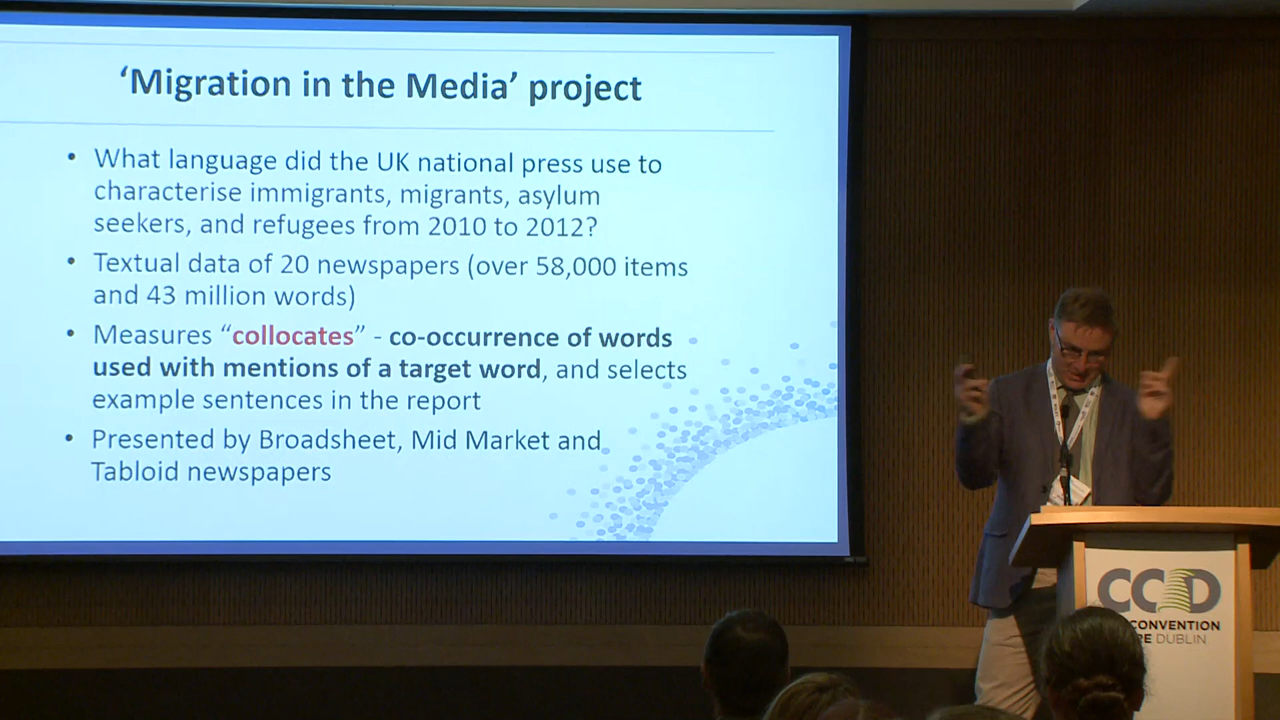 ‘Migration in the Media’ project
• What language did the UK national press use to
characterise immigrants, migrants, asylum
seekers, and refugees from 2010 to 2012?
• Textual data of 20 newspapers (over 58,000 items
and 43 million words)
• Measures “collocates” - co-occurrence of words
used with mentions of a target word, and selects
example sentences in the report
• Presented by Broadsheet, Mid Market and
Tabloid newspapers
CCD
CONVENTION
RE DUBLIN